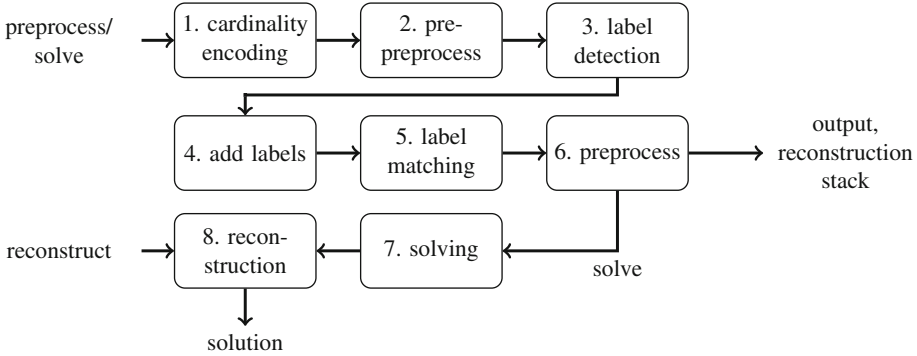 preprocess/
solve
1. cardinality
encoding
2. pre-
preprocess
3. label
detection
4. add labels
5. label
matching
6. preprocess
output,
reconstruction
stack
reconstruct
8. recon-
struction
7. solving
solve
solution